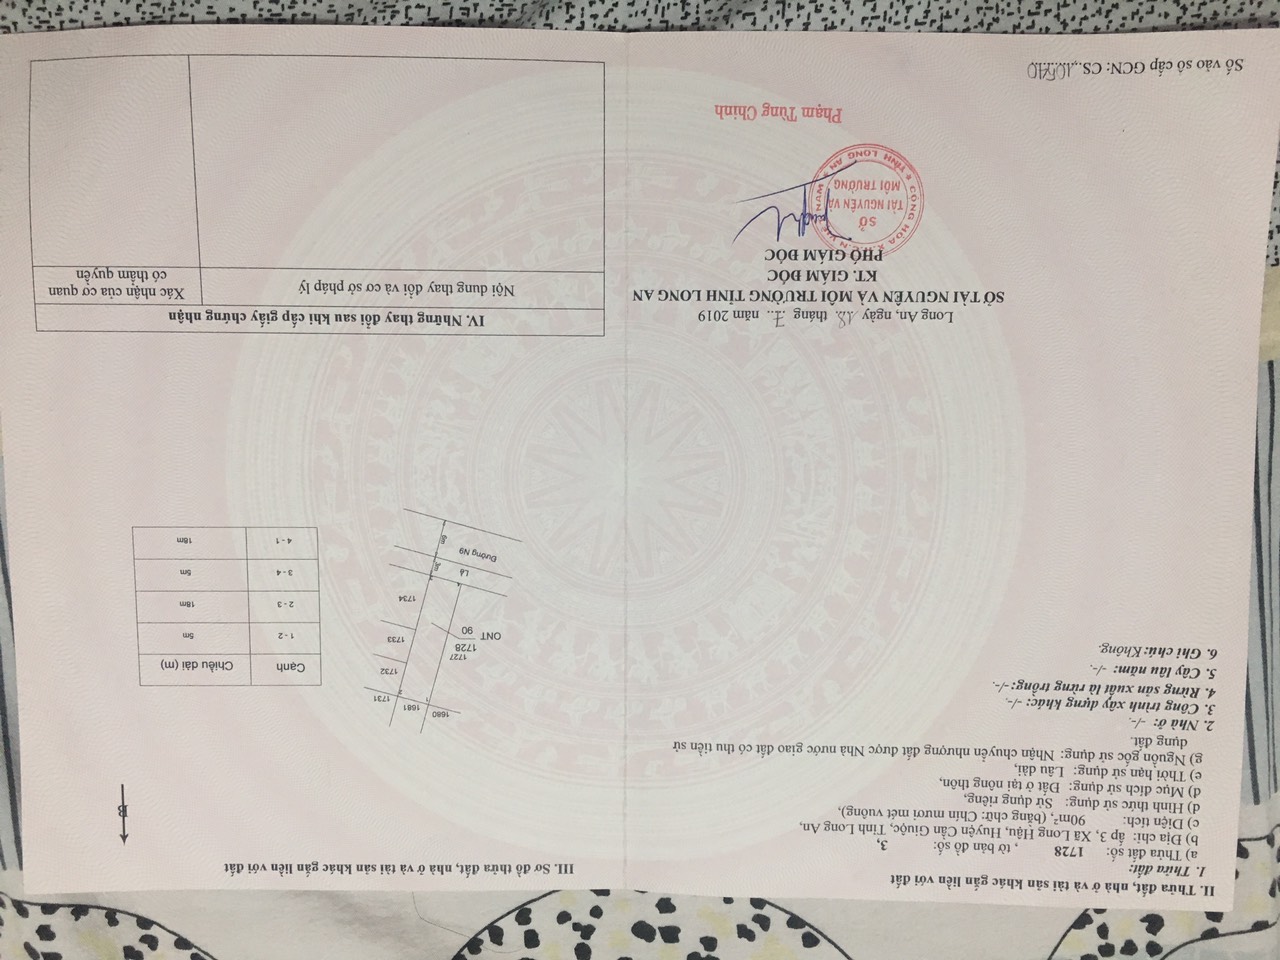 II. Thửa đất, nhà ở và tài sản khác gắn liền với đất
1. Thửa đất:
a) Thửa đất số: 1728 , tờ bản đồ số: 3,
b) Địa chỉ: ấp 3, Xã Long Hậu, Huyện Cần Giuộc, Tỉnh Long An,
c) Diện tích: 90m², (bằng chữ: Chín mươi mét vuông),
d) Hình thức sử dụng: Sử dụng riêng,
đ) Mục đích sử dụng: Đất ở tại nông thôn,
e) Thời hạn sử dụng: Lâu dài,
g) Nguồn gốc sử dụng: Nhận chuyển nhượng đất được Nhà nước giao đất có thu tiền sử
dụng đất.
2. Nhà ở: -/-.
3. Công trình xây dựng khác: -/-.
4. Rừng sản xuất là rừng trồng:-/-.
5. Cây lâu năm: -/-.
6. Ghi chú: Không.
Long An, ngày 18. tháng 7.. năm 2019
SỞ TÀI NGUYÊN VÀ MÔI TRƯỜNG TỈNH LONG AN
KT. GIÁM ĐỐC
PHÓ GIÁM ĐỐC
SỞ
TÀI NGUYÊN VÀ
MÔI TRƯỜNG
★ TỈNH LONG AN ★
Phạm Tùng Chinh
Số vào sổ cấp GCN: CS.
III. Sơ đồ thửa đất, nhà ở và tài sản khác gắn liền với đất
B
1680
1681
1731
1
2
1732
1727
1728
ONT
90
1733
1734
4
3
Lề
Đường N9
6m
Cạnh
Chiều dài (m)
1 - 2
5m
2 - 3
18m
3 - 4
5m
4 - 1
18m
IV. Những thay đổi sau khi cấp giấy chứng nhận
Nội dung thay đổi và cơ sở pháp lý
Xác nhận của cơ quan
có thẩm quyền